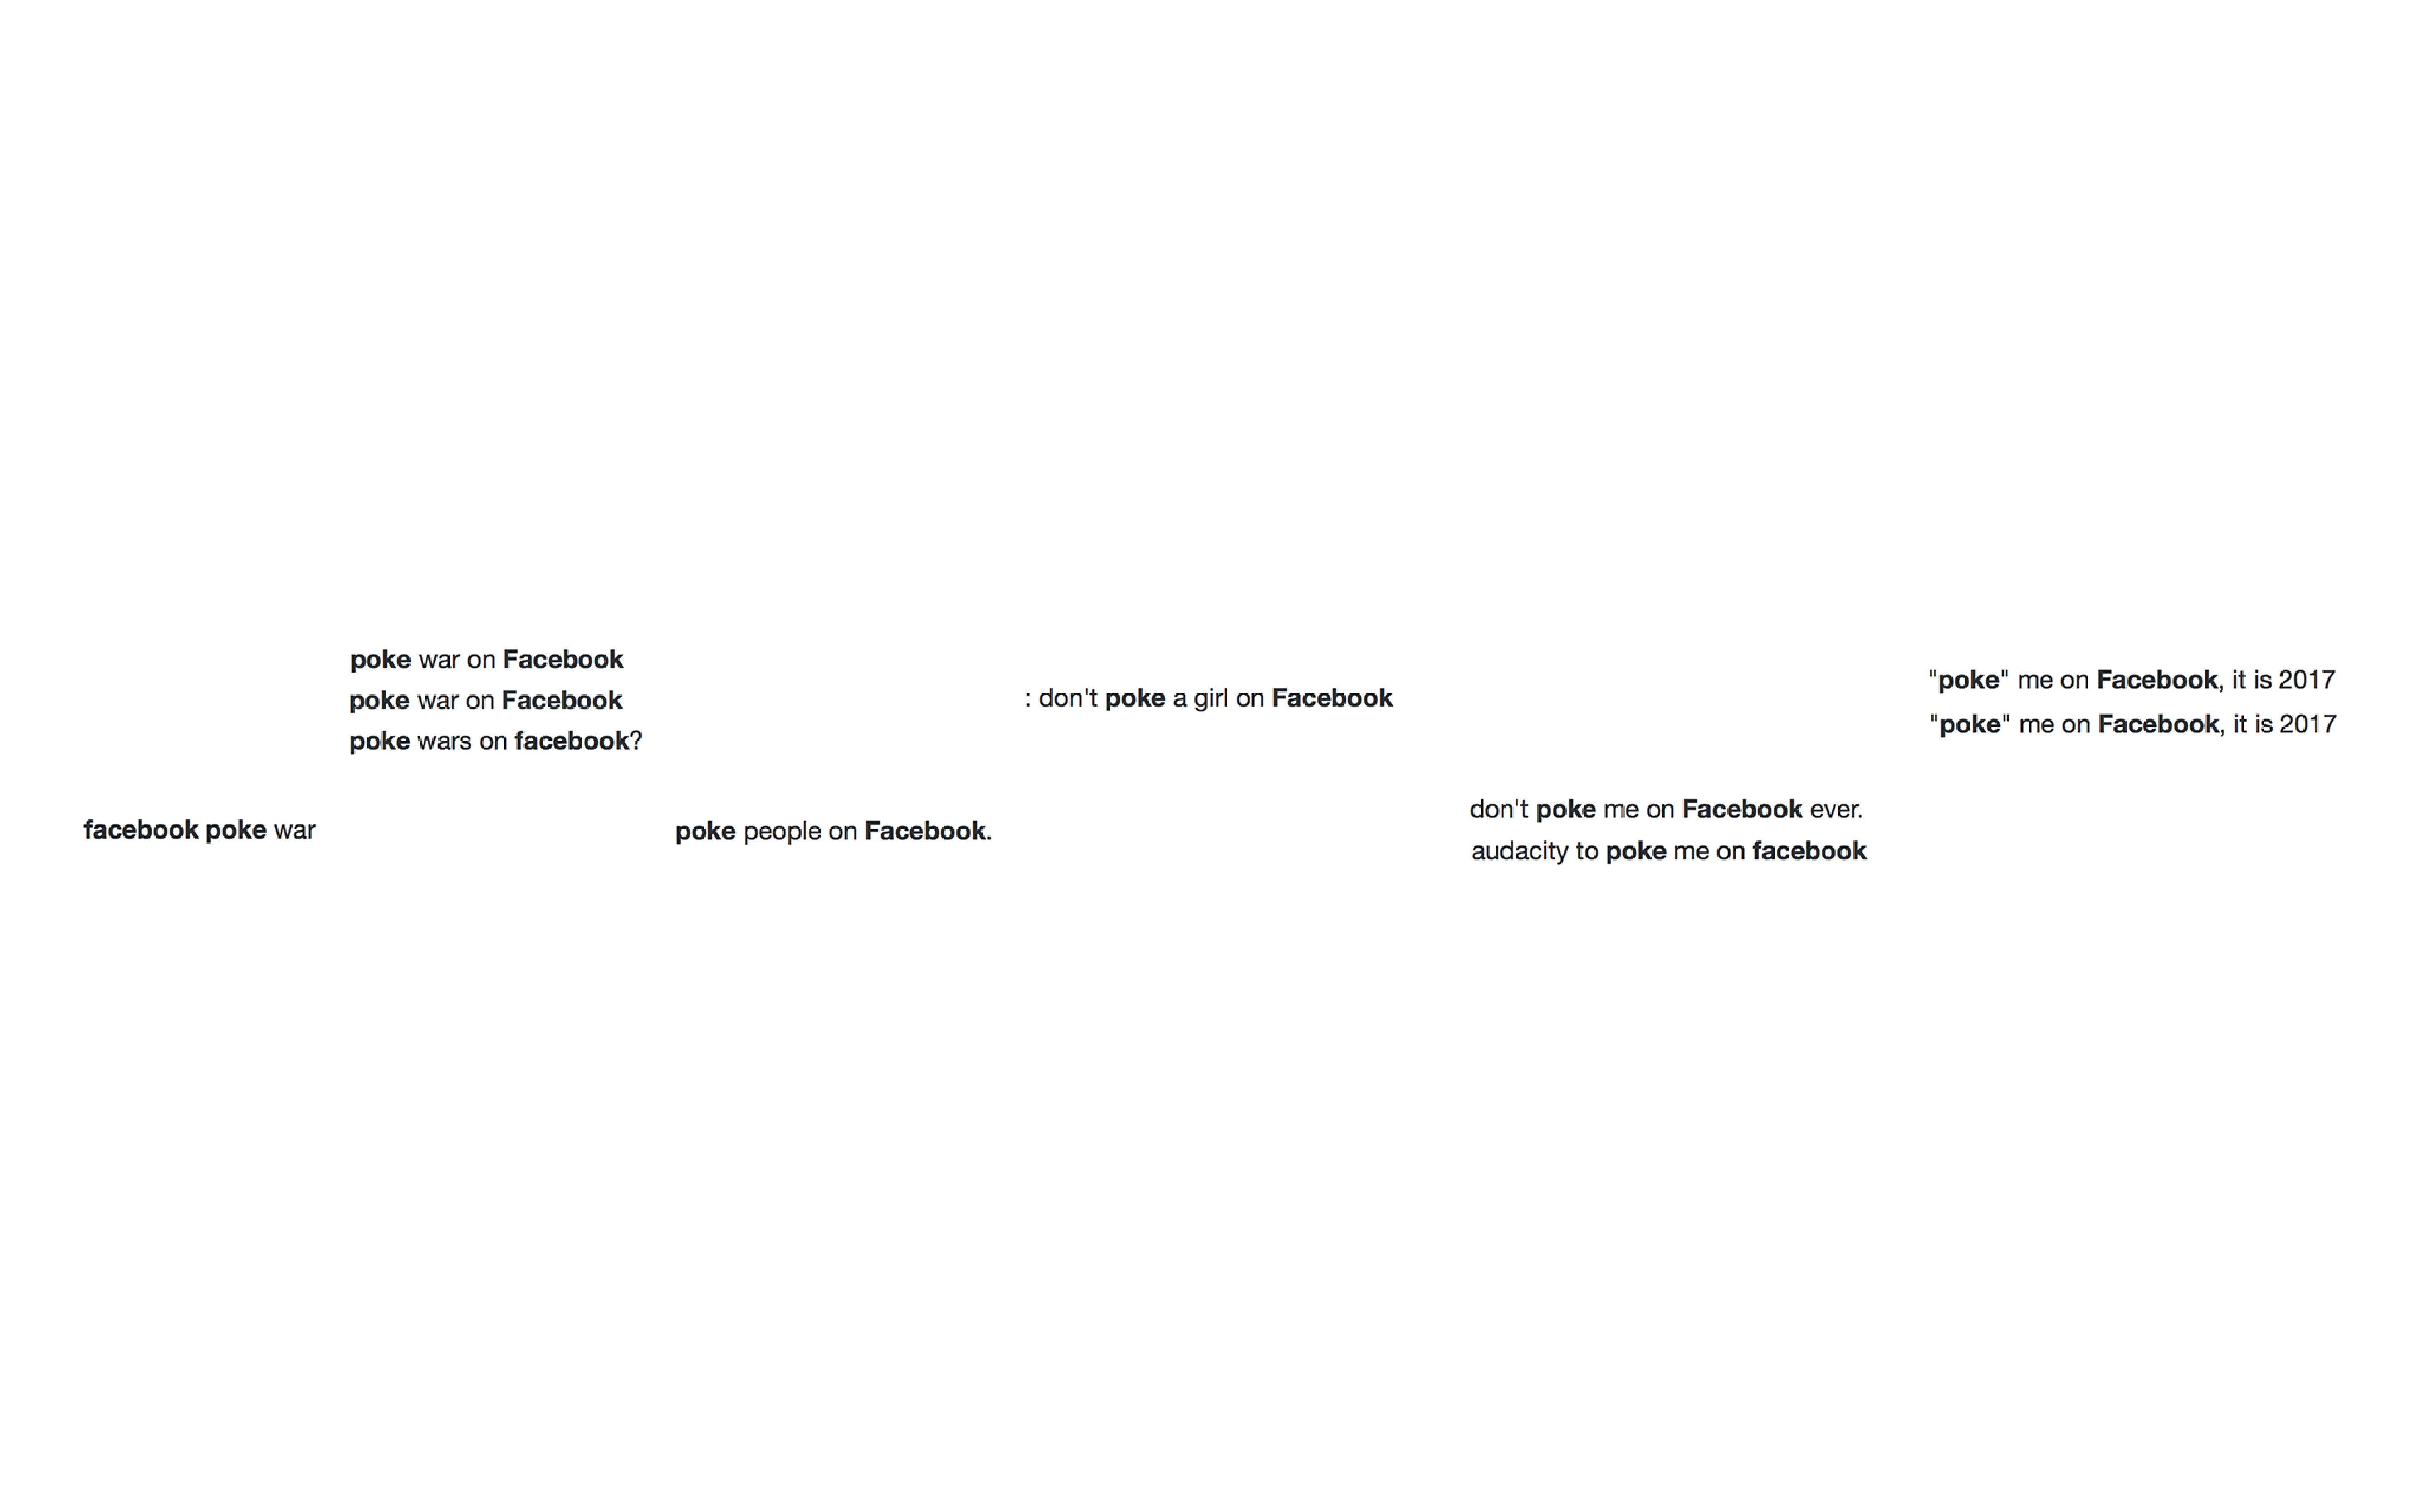 poke war on Facebook
poke war on Facebook
poke wars on facebook?
facebook poke war
poke people on Facebook.
: don't poke a girl on Facebook
don't poke me on Facebook ever.
audacity to poke me on facebook
"poke" me on Facebook, it is 2017
"poke" me on Facebook, it is 2017